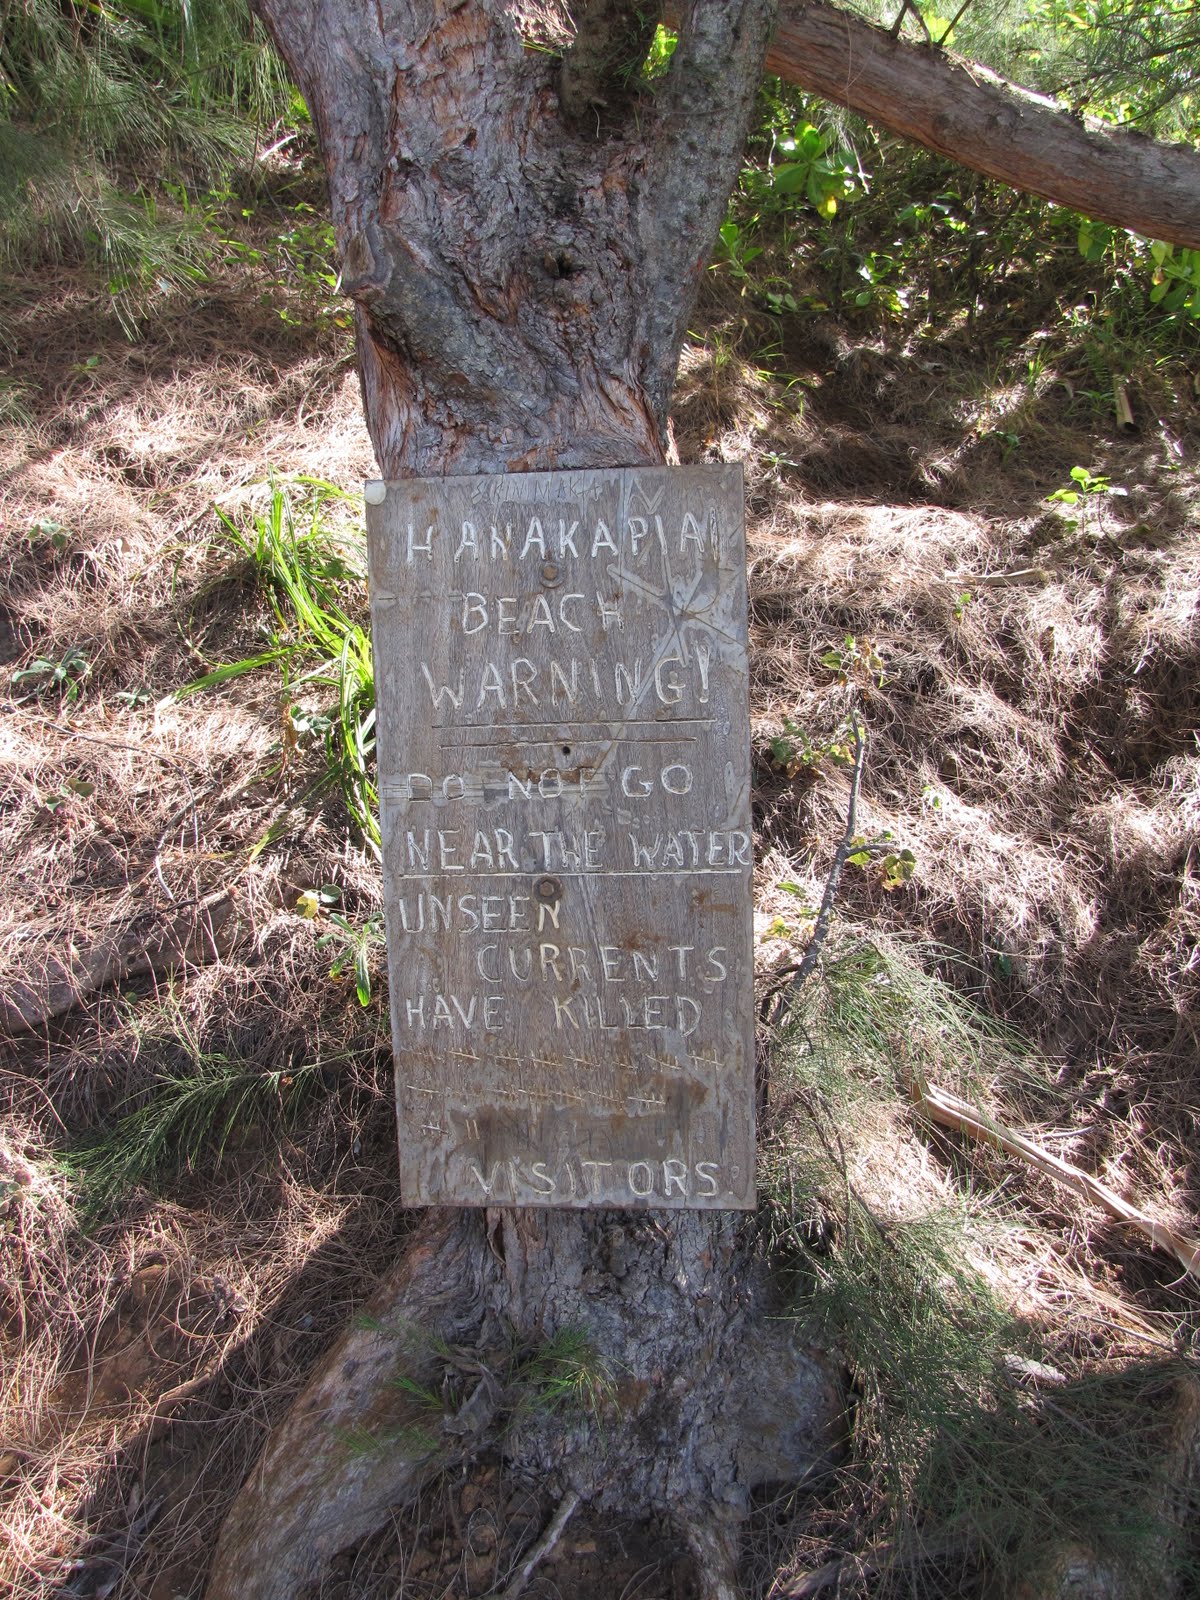 HANAKAPIAI
BEACH
WARNING!
DO NOT GO
NEAR THE WATER
UNSEEN
CURRENTS
HAVE KILLED
VISITORS.